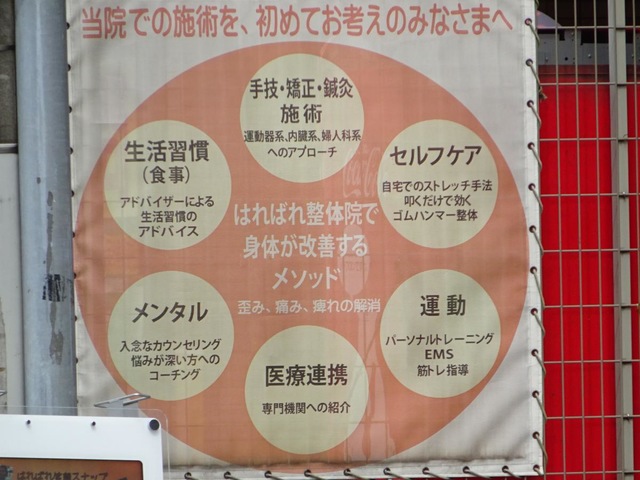 当院での施術を、初めてお考えのみなさまへ
手技・矯正・鍼灸
施術
運動器系、内臓系、婦人科系
へのアプローチ
生活習慣
（食事）
アドバイザーによる
生活習慣の
アドバイス
セルフケア
自宅でのストレッチ手法
叩くだけで効く
ゴムハンマー整体
はればれ整体院で
身体が改善する
メソッド
歪み、痛み、痺れの解消
メンタル
入念なカウンセリング
悩みが深い方への
コーチング
運動
パーソナルトレーニング
EMS
筋トレ指導
医療連携
専門機関への紹介